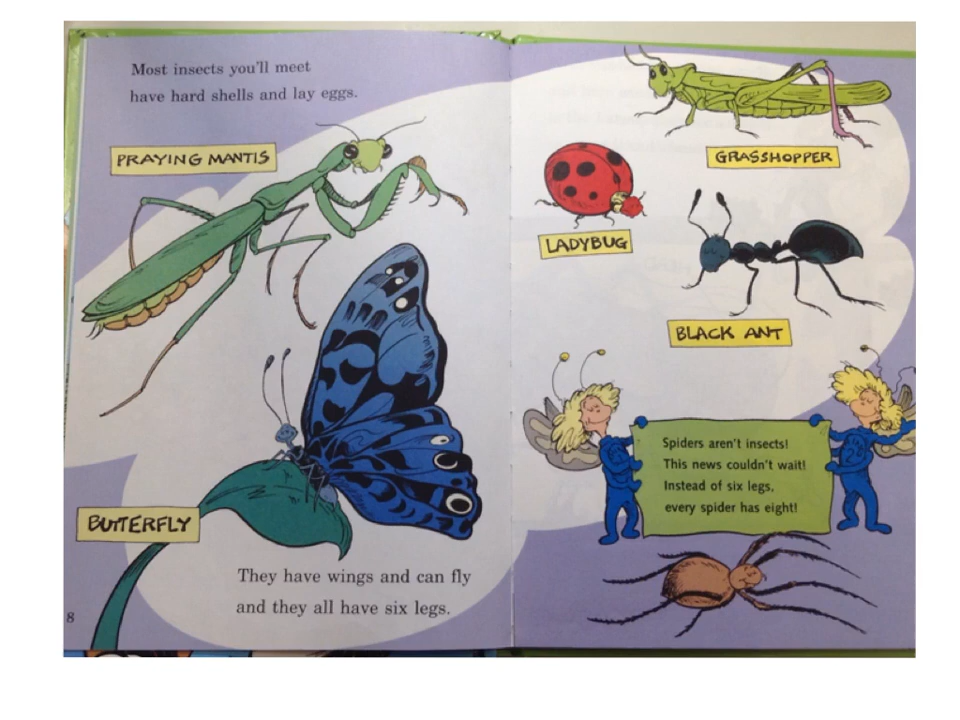 Most insects you'll meet
have hard shells and lay eggs.
PRAYING MANTIS
BUTTERFLY
They have wings and can fly
and they all have six legs.
8
GRASSHOPPER
LADYBUG
BLACK ANT
Spiders aren't insects!
This news couldn't wait!
Instead of six legs,
every spider has eight!